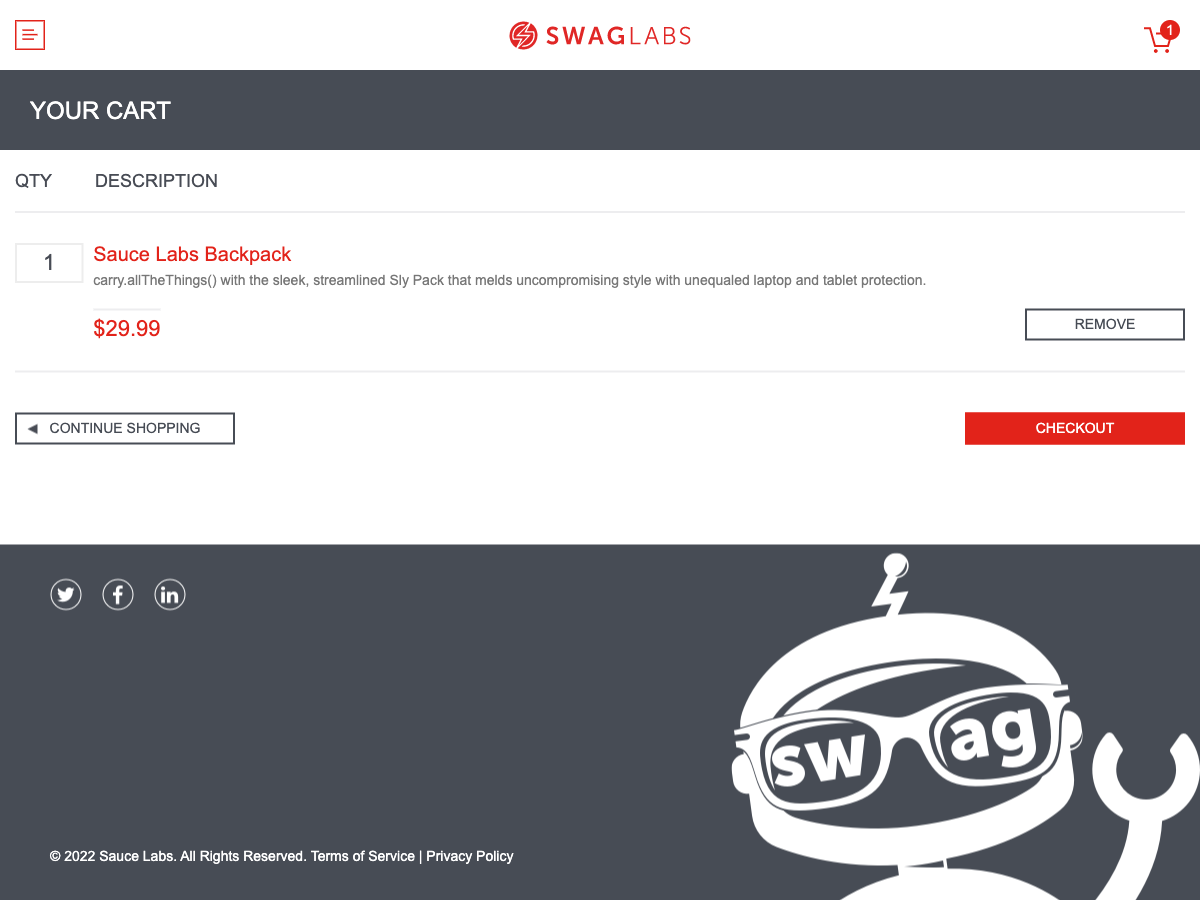 SWAGLABS
1
YOUR CART
QTY DESCRIPTION
1
Sauce Labs Backpack
carry.allTheThings() with the sleek, streamlined Sly Pack that melds uncompromising style with unequaled laptop and tablet protection.
$29.99
REMOVE
CONTINUE SHOPPING
CHECKOUT
swag
© 2022 Sauce Labs. All Rights Reserved. Terms of Service | Privacy Policy